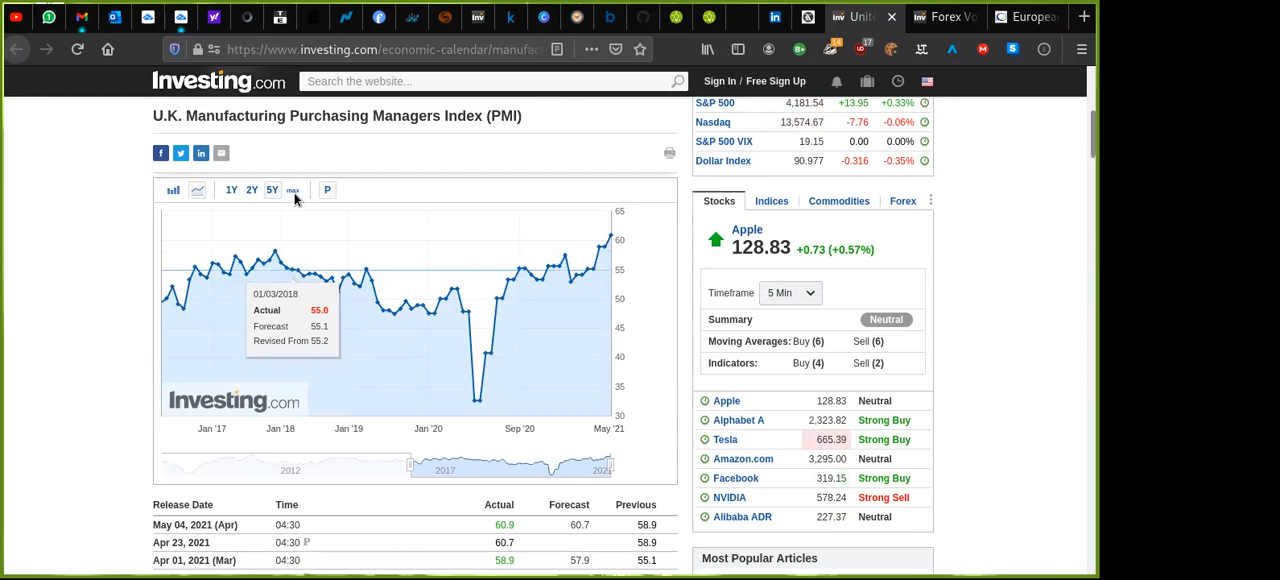 Unit
Forex Vo
European
https://www.investing.com/economic-calendar/manufac
Investing.com
Search the website...
Sign In / Free Sign Up
U.K. Manufacturing Purchasing Managers Index (PMI)
1Y 2Y 5Y max P
65
60
55
50
45
40
35
30
01/03/2018
Actual 55.0
Forecast 55.1
Revised From 55.2
Investing.com
Jan '17 Jan '18 Jan '19 Jan '20 Sep '20 May '21
2012 2017 2021
Release Date Time Actual Forecast Previous
May 04, 2021 (Apr) 04:30 60.9 60.7 58.9
Apr 23, 2021 04:30 P 60.7 58.9
Apr 01, 2021 (Mar) 04:30 58.9 57.9 55.1
S&P 500 4,181.54 +13.95 +0.33%
Nasdaq 13,574.67 -7.76 -0.06%
S&P 500 VIX 19.15 0.00 0.00%
Dollar Index 90.977 -0.316 -0.35%
Stocks Indices Commodities Forex
Apple
128.83 +0.73 (+0.57%)
Timeframe 5 Min
Summary Neutral
Moving Averages: Buy (6) Sell (6)
Indicators: Buy (4) Sell (2)
Apple 128.83 Neutral
Alphabet A 2,323.82 Strong Buy
Tesla 665.39 Strong Buy
Amazon.com 3,295.00 Neutral
Facebook 319.15 Strong Buy
NVIDIA 578.24 Strong Sell
Alibaba ADR 227.37 Neutral
Most Popular Articles